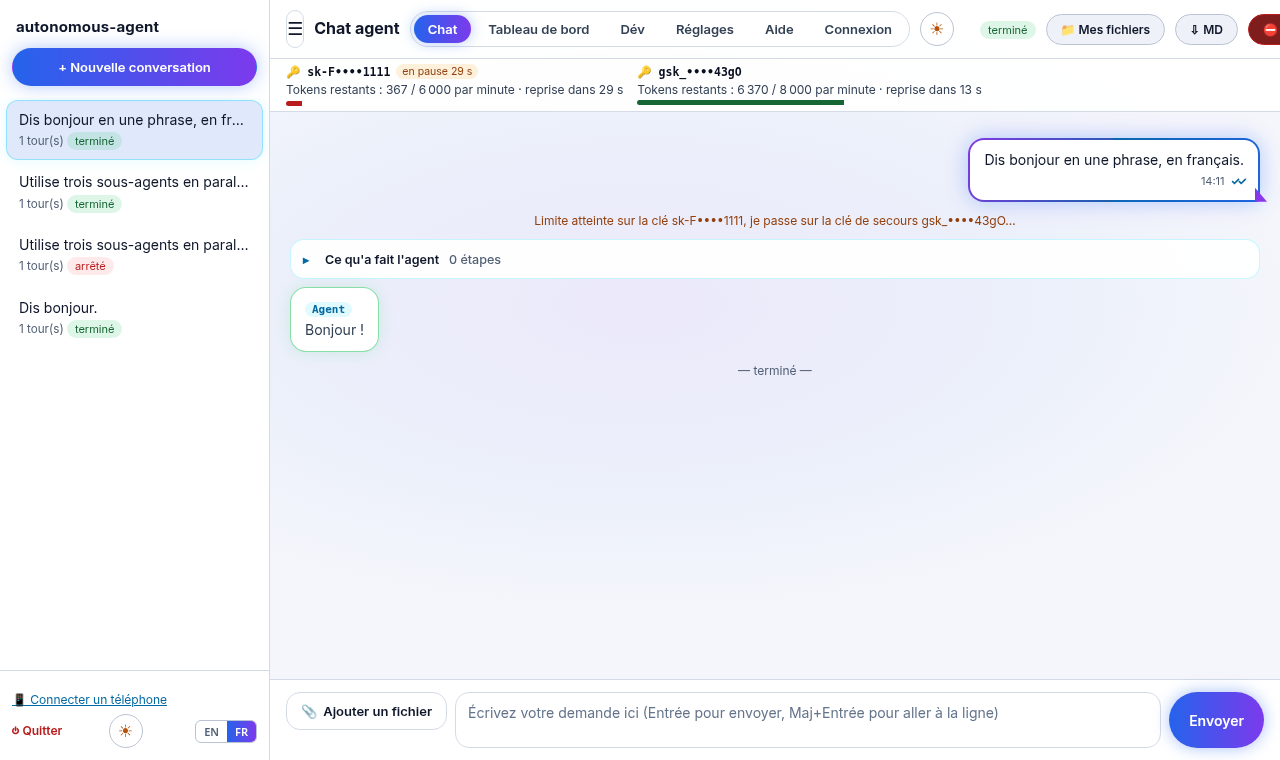 autonomous-agent
+ Nouvelle conversation
Dis bonjour en une phrase, en fr...
1 tour(s) terminé
Utilise trois sous-agents en paral...
1 tour(s) terminé
Utilise trois sous-agents en paral...
1 tour(s) arrêté
Dis bonjour.
1 tour(s) terminé
📱 Connecter un téléphone
Quitter
EN FR
☰ Chat agent Chat Tableau de bord Dév Réglages Aide Connexion terminé 📁 Mes fichiers ⇩ MD
🔑 sk-F••••1111 en pause 29 s
Tokens restants : 367 / 6 000 par minute · reprise dans 29 s
🔑 gsk_••••43gO
Tokens restants : 6 370 / 8 000 par minute · reprise dans 13 s
Dis bonjour en une phrase, en français.
14:11
Limite atteinte sur la clé sk-F••••1111, je passe sur la clé de secours gsk_••••43gO...
▸ Ce qu'a fait l'agent 0 étapes
Agent
Bonjour !
— terminé —
📎 Ajouter un fichier
Écrivez votre demande ici (Entrée pour envoyer, Maj+Entrée pour aller à la ligne)
Envoyer